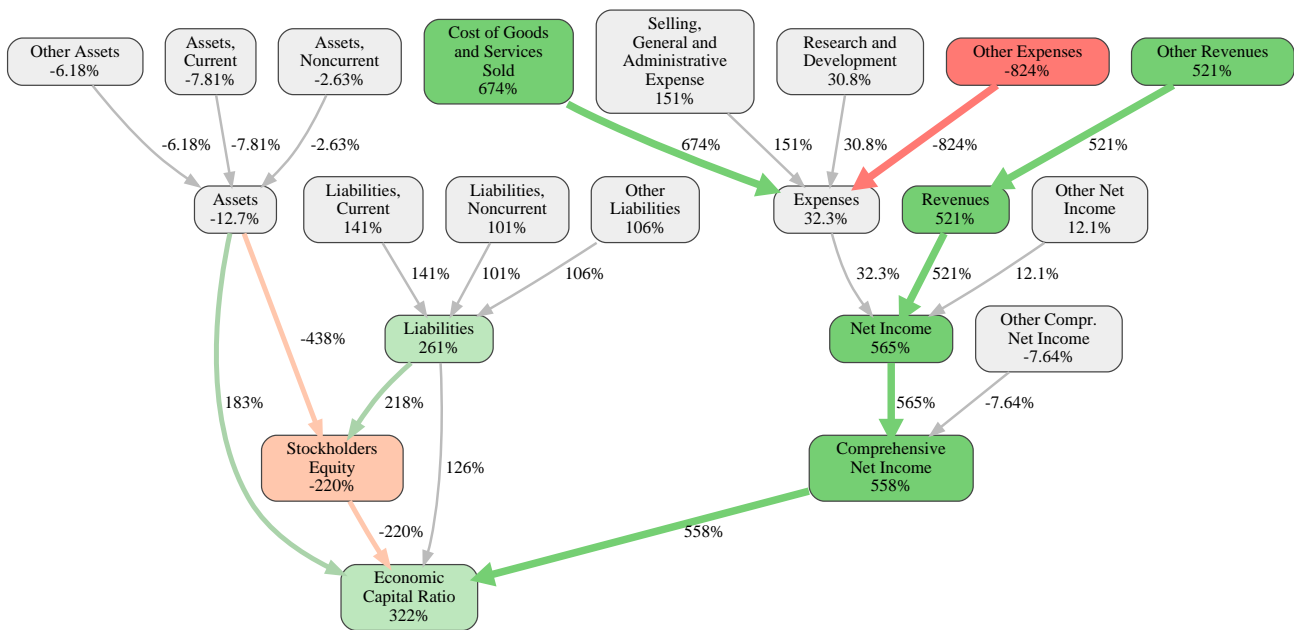 Other Assets
-6.18%
Assets,
Current
-7.81%
Assets,
Noncurrent
-2.63%
Cost of Goods
and Services
Sold
674%
Selling,
General and
Administrative
Expense
151%
Research and
Development
30.8%
Other Expenses
-824%
Other Revenues
521%
-6.18%
-7.81%
-2.63%
674%
151%
30.8%
-824%
521%
Assets
-12.7%
Liabilities,
Current
141%
Liabilities,
Noncurrent
101%
Other
Liabilities
106%
Expenses
32.3%
Revenues
521%
Other Net
Income
12.1%
141%
101%
106%
32.3%
521%
12.1%
Liabilities
261%
Net Income
565%
Other Compr.
Net Income
-7.64%
-438%
183%
218%
565%
-7.64%
Stockholders
Equity
-220%
126%
Comprehensive
Net Income
558%
-220%
558%
Economic
Capital Ratio
322%